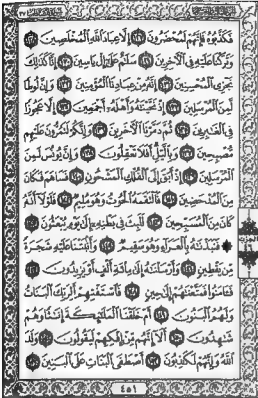 فَكَذَّبُوهُ فَإِنَّهُمْ لَمُحْضَرُونَ ١٢٧ إِلَّا عِبَادَ اللَّهِ الْمُخْلَصِينَ ١٢٨
وَتَرَكْنَا عَلَيْهِ فِي الْآخِرِينَ ١٢٩ سَلَامٌ عَلَىٰ إِلْ يَاسِينَ ١٣٠ إِنَّا كَذَٰلِكَ
نَجْزِي الْمُحْسِنِينَ ١٣١ إِنَّهُ مِنْ عِبَادِنَا الْمُؤْمِنِينَ ١٣٢ وَإِنَّ لُوطًا
لَّمِنَ الْمُرْسَلِينَ ١٣٣ إِذْ نَجَّيْنَاهُ وَأَهْلَهُ أَجْمَعِينَ ١٣٤ إِلَّا عَجُوزًا
فِي الْغَابِرِينَ ١٣٥ ثُمَّ دَمَّرْنَا الْآخَرِينَ ١٣٦ وَإِنَّكُمْ لَتَمُرُّونَ عَلَيْهِم
مُّصْبِحِينَ ١٣٧ وَبِاللَّيْلِ أَفَلَا تَعْقِلُونَ ١٣٨ وَإِنَّ يُونُسَ لَمِنَ
الْمُرْسَلِينَ ١٣٩ إِذْ أَبَقَ إِلَى الْفُلْكِ الْمَشْحُونِ ١٤٠ فَسَاهَمَ فَكَانَ
مِنَ الْمُدْحَضِينَ ١٤١ فَالْتَقَمَهُ الْحُوتُ وَهُوَ مُلِيمٌ ١٤٢ فَلَوْلَا أَنَّهُ
كَانَ مِنَ الْمُسَبِّحِينَ ١٤٣ لَلَبِثَ فِي بَطْنِهِ إِلَىٰ يَوْمِ يُبْعَثُونَ ١٤٤
فَنَبَذْنَاهُ بِالْعَرَاءِ وَهُوَ سَقِيمٌ ١٤٥ وَأَنبَتْنَا عَلَيْهِ شَجَرَةً
مِّن يَقْطِينٍ ١٤٦ وَأَرْسَلْنَاهُ إِلَىٰ مِائَةِ أَلْفٍ أَوْ يَزِيدُونَ ١٤٧
فَآمَنُوا فَمَتَّعْنَاهُمْ إِلَىٰ حِينٍ ١٤٨ فَاسْتَفْتِهِمْ أَلِرَبِّكَ الْبَنَاتُ
وَلَهُمُ الْبَنُونَ ١٤٩ أَمْ خَلَقْنَا الْمَلَائِكَةَ إِنَاثًا وَهُمْ
شَاهِدُونَ ١٥٠ أَلَا إِنَّهُم مِّنْ إِفْكِهِمْ لَيَقُولُونَ ١٥١ وَلَدَ
اللَّهُ وَإِنَّهُمْ لَكَاذِبُونَ ١٥٢ أَصْطَفَى الْبَنَاتِ عَلَى الْبَنِينَ ١٥٣
٤٥١